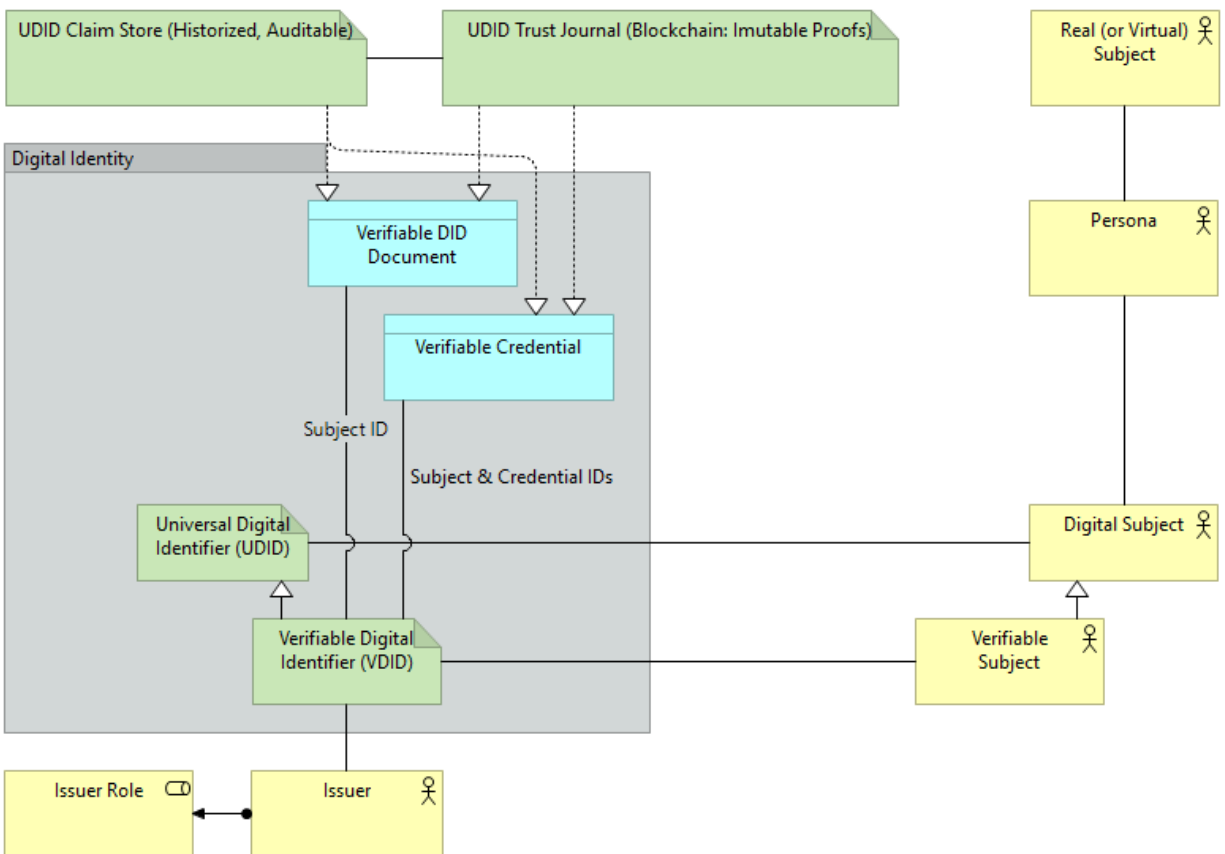 UDID Claim Store (Historized, Auditable)
UDID Trust Journal (Blockchain: Imutable Proofs)
Real (or Virtual)
Subject
Digital Identity
Verifiable DID
Document
Persona
Verifiable Credential
Subject ID
Subject & Credential IDs
Universal Digital
Identifier (UDID)
Digital Subject
Verifiable Digital
Identifier (VDID)
Verifiable
Subject
Issuer Role
Issuer